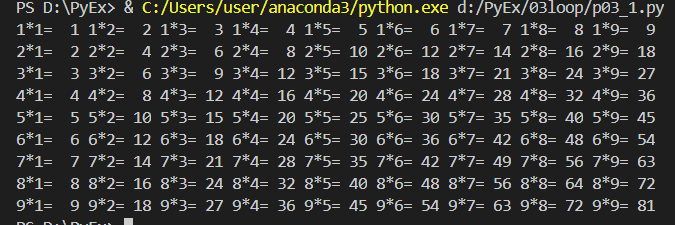 PS D:\PyEx> & C:/Users/user/anaconda3/python.exe d:/PyEx/03loop/p03_1.py
1*1=  1 1*2=  2 1*3=  3 1*4=  4 1*5=  5 1*6=  6 1*7=  7 1*8=  8 1*9=  9
2*1=  2 2*2=  4 2*3=  6 2*4=  8 2*5= 10 2*6= 12 2*7= 14 2*8= 16 2*9= 18
3*1=  3 3*2=  6 3*3=  9 3*4= 12 3*5= 15 3*6= 18 3*7= 21 3*8= 24 3*9= 27
4*1=  4 4*2=  8 4*3= 12 4*4= 16 4*5= 20 4*6= 24 4*7= 28 4*8= 32 4*9= 36
5*1=  5 5*2= 10 5*3= 15 5*4= 20 5*5= 25 5*6= 30 5*7= 35 5*8= 40 5*9= 45
6*1=  6 6*2= 12 6*3= 18 6*4= 24 6*5= 30 6*6= 36 6*7= 42 6*8= 48 6*9= 54
7*1=  7 7*2= 14 7*3= 21 7*4= 28 7*5= 35 7*6= 42 7*7= 49 7*8= 56 7*9= 63
8*1=  8 8*2= 16 8*3= 24 8*4= 32 8*5= 40 8*6= 48 8*7= 56 8*8= 64 8*9= 72
9*1=  9 9*2= 18 9*3= 27 9*4= 36 9*5= 45 9*6= 54 9*7= 63 9*8= 72 9*9= 81
PS D:\PyEx>